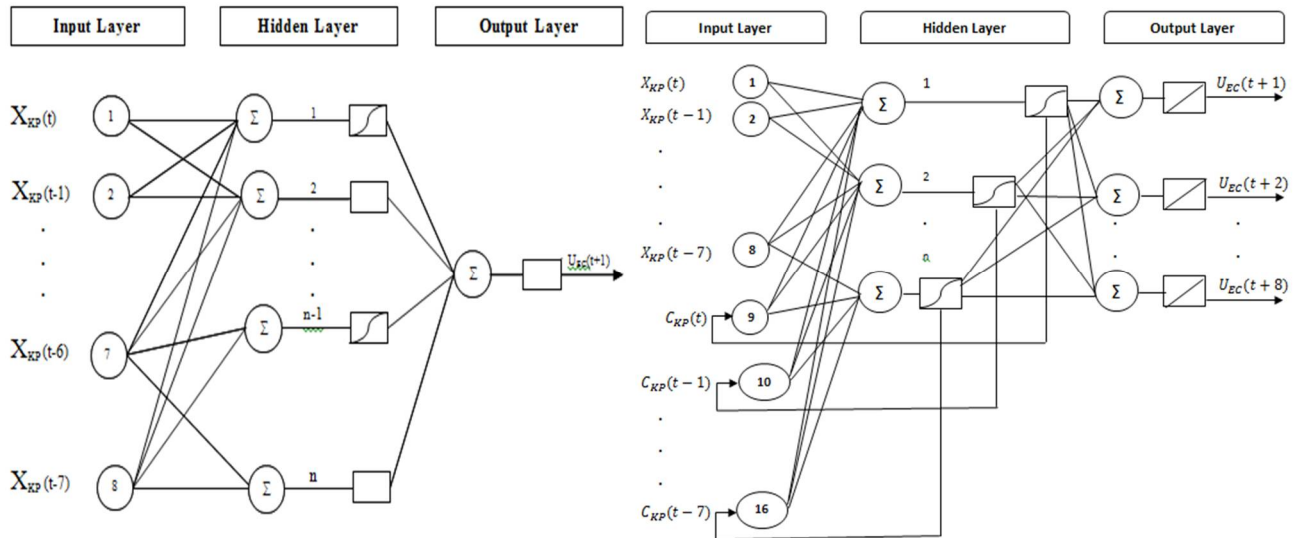 Input Layer
Hidden Layer
Output Layer
X_KP(t)
1
Σ
1
X_KP(t-1)
2
Σ
2
.
.
.
.
.
.
.
Σ
U_EC(t+1)
X_KP(t-6)
7
Σ
n-1
X_KP(t-7)
8
Σ
n
Input Layer
Hidden Layer
Output Layer
X_KP(t)
1
Σ
1
Σ
U_EC(t + 1)
X_KP(t − 1)
2
.
.
.
.
.
Σ
2
Σ
U_EC(t + 2)
.
.
.
.
.
.
X_KP(t − 7)
8
Σ
n
Σ
U_EC(t + 8)
C_KP(t)
9
C_KP(t − 1)
10
.
.
.
.
.
.
C_KP(t − 7)
16